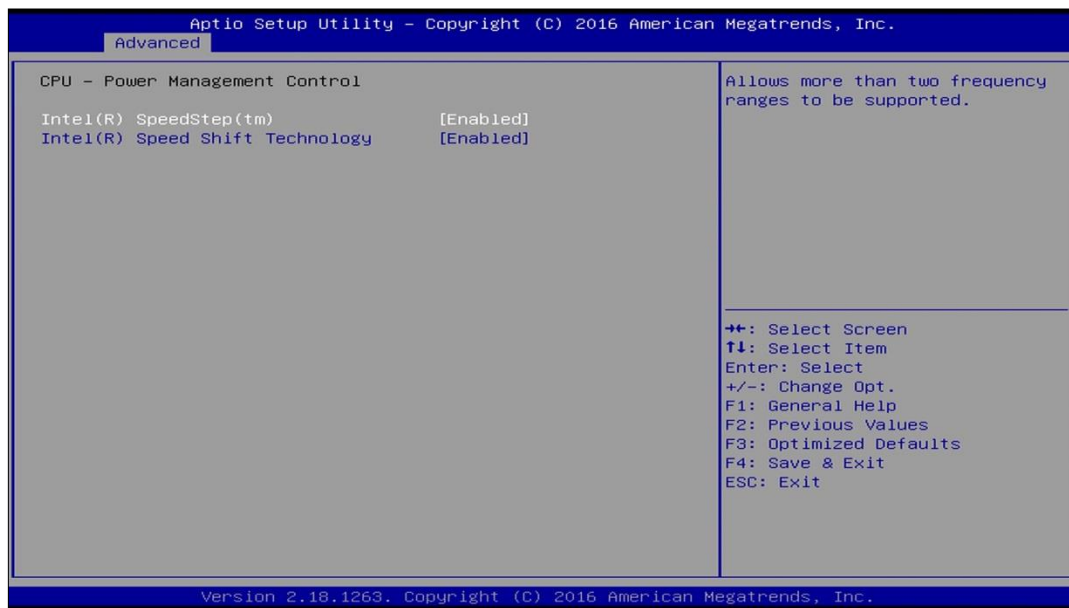 Aptio Setup Utility – Copyright (C) 2016 American Megatrends, Inc.
Advanced
CPU – Power Management Control
Intel(R) SpeedStep(tm) [Enabled]
Intel(R) Speed Shift Technology [Enabled]
Allows more than two frequency
ranges to be supported.
→←: Select Screen
↑↓: Select Item
Enter: Select
+/-: Change Opt.
F1: General Help
F2: Previous Values
F3: Optimized Defaults
F4: Save & Exit
ESC: Exit
Version 2.18.1263. Copyright (C) 2016 American Megatrends, Inc.